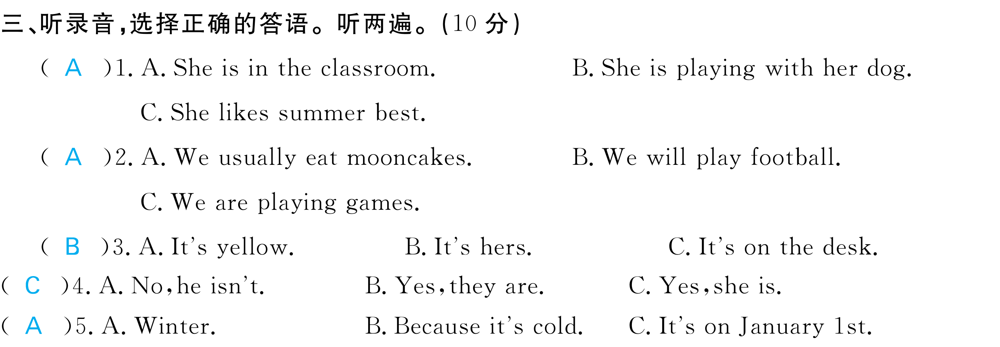 三、听录音,选择正确的答语。听两遍。(10 分)
( A )1. A. She is in the classroom. B. She is playing with her dog.
C. She likes summer best.
( A )2. A. We usually eat mooncakes. B. We will play football.
C. We are playing games.
( B )3. A. It's yellow. B. It's hers. C. It's on the desk.
( C )4. A. No,he isn't. B. Yes,they are. C. Yes,she is.
( A )5. A. Winter. B. Because it's cold. C. It's on January 1st.